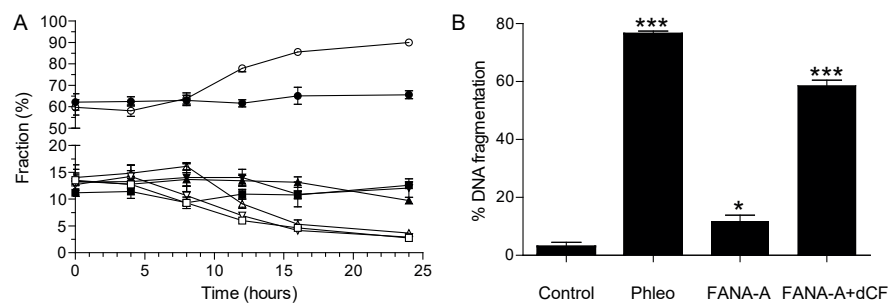 A
Fraction (%)
100
90
80
70
60
50
20
15
10
5
0
0
5
10
15
20
25
Time (hours)
B
% DNA fragmentation
80
60
40
20
0
***
*
***
Control
Phleo
FANA-A
FANA-A+dCF